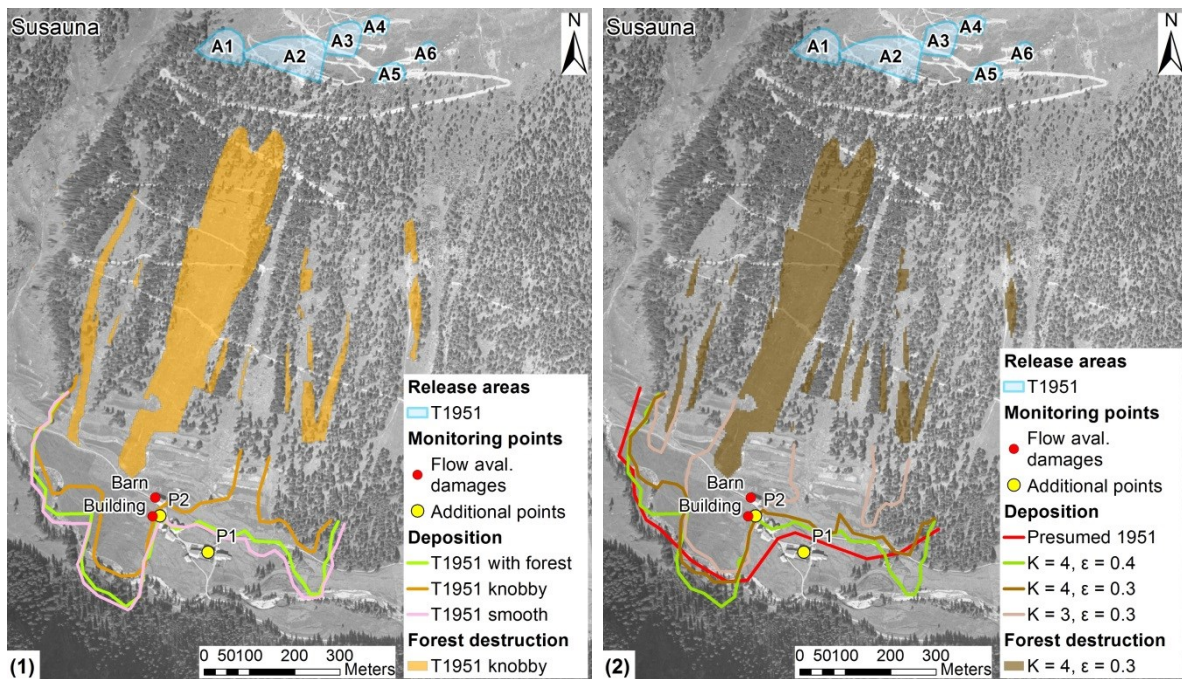 Susauna
A1
A2
A3
A4
A5
A6
N
Barn
Building
P2
P1
Release areas
T1951
Monitoring points
Flow aval.
damages
Additional points
Deposition
T1951 with forest
T1951 knobby
T1951 smooth
Forest destruction
T1951 knobby
0 50100 200 300
Meters
(1)
Susauna
A1
A2
A3
A4
A5
A6
N
Barn
Building
P2
P1
Release areas
T1951
Monitoring points
Flow aval.
damages
Additional points
Deposition
Presumed 1951
K = 4, ε = 0.4
K = 4, ε = 0.3
K = 3, ε = 0.3
Forest destruction
K = 4, ε = 0.3
0 50100 200 300
Meters
(2)